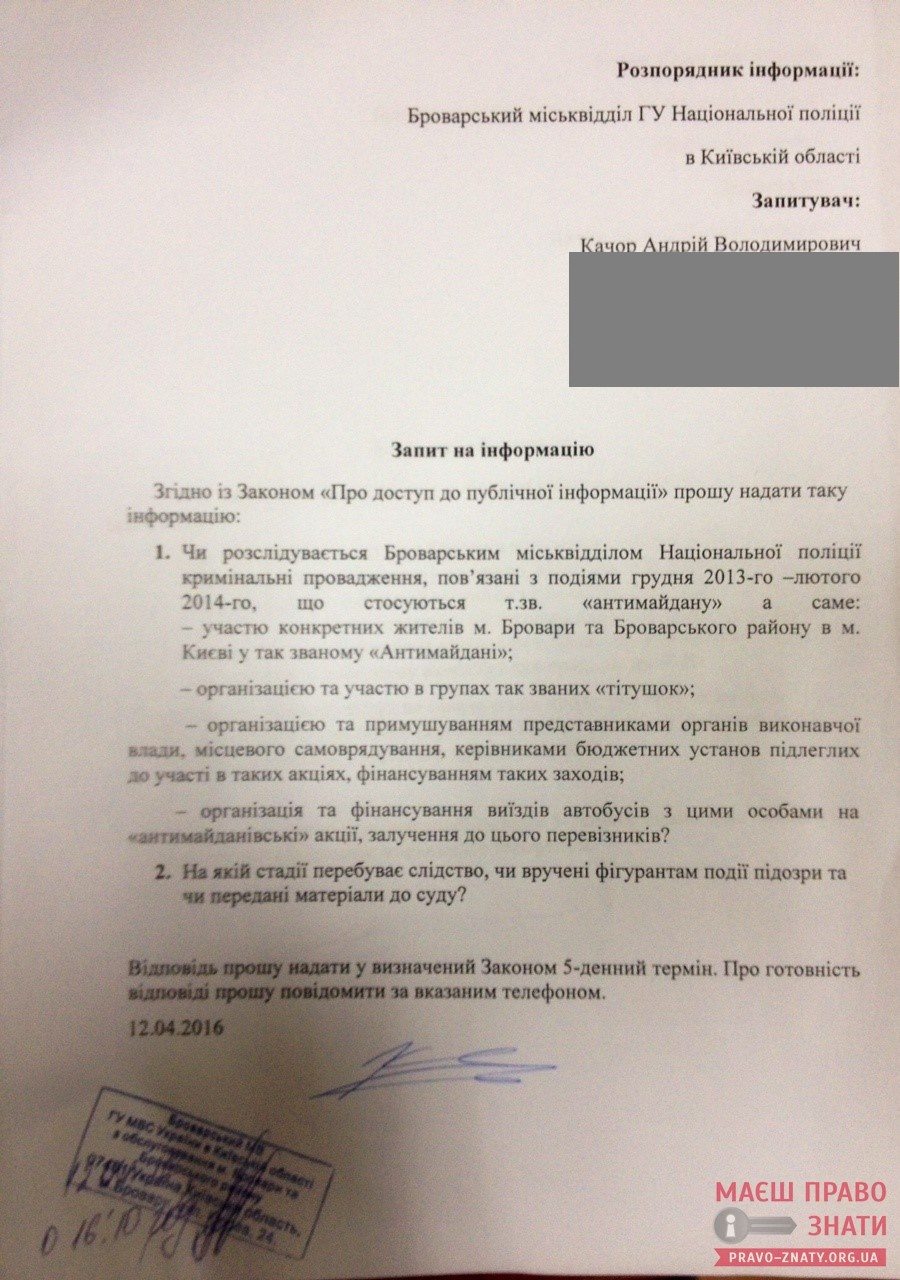 Розпорядник інформації:
Броварський міськвідділ ГУ Національної поліції
в Київській області
Запитувач:
Качор Андрій Володимирович
Запит на інформацію
Згідно із Законом «Про доступ до публічної інформації» прошу надати таку
інформацію:
1. Чи розслідувається Броварським міськвідділом Національної поліції
кримінальні провадження, пов’язані з подіями грудня 2013-го –лютого
2014-го, що стосуються т.зв. «антимайдану» а саме:
– участю конкретних жителів м. Бровари та Броварського району в м.
Києві у так званому «Антимайдані»;
– організацією та участю в групах так званих «тітушок»;
– організацією та примушуванням представниками органів виконавчої
влади, місцевого самоврядування, керівниками бюджетних установ підлеглих
до участі в таких акціях, фінансуванням таких заходів;
– організація та фінансування виїздів автобусів з цими особами на
«антимайданівські» акції, залучення до цього перевізників?
2. На якій стадії перебуває слідство, чи вручені фігурантам події підозри та
чи передані матеріали до суду?
Відповідь прошу надати у визначений Законом 5-денний термін. Про готовність
відповіді прошу повідомити за вказаним телефоном.
12.04.2016
Броварський МВ
ГУ МВС України в Київській області
з обслуговування м. Бровари та
Броварського району
Україна Київська область,
м.Бровари 24
О 16:10
МАЄШ ПРАВО
ЗНАТИ
PRAVO-ZNATY.ORG.UA